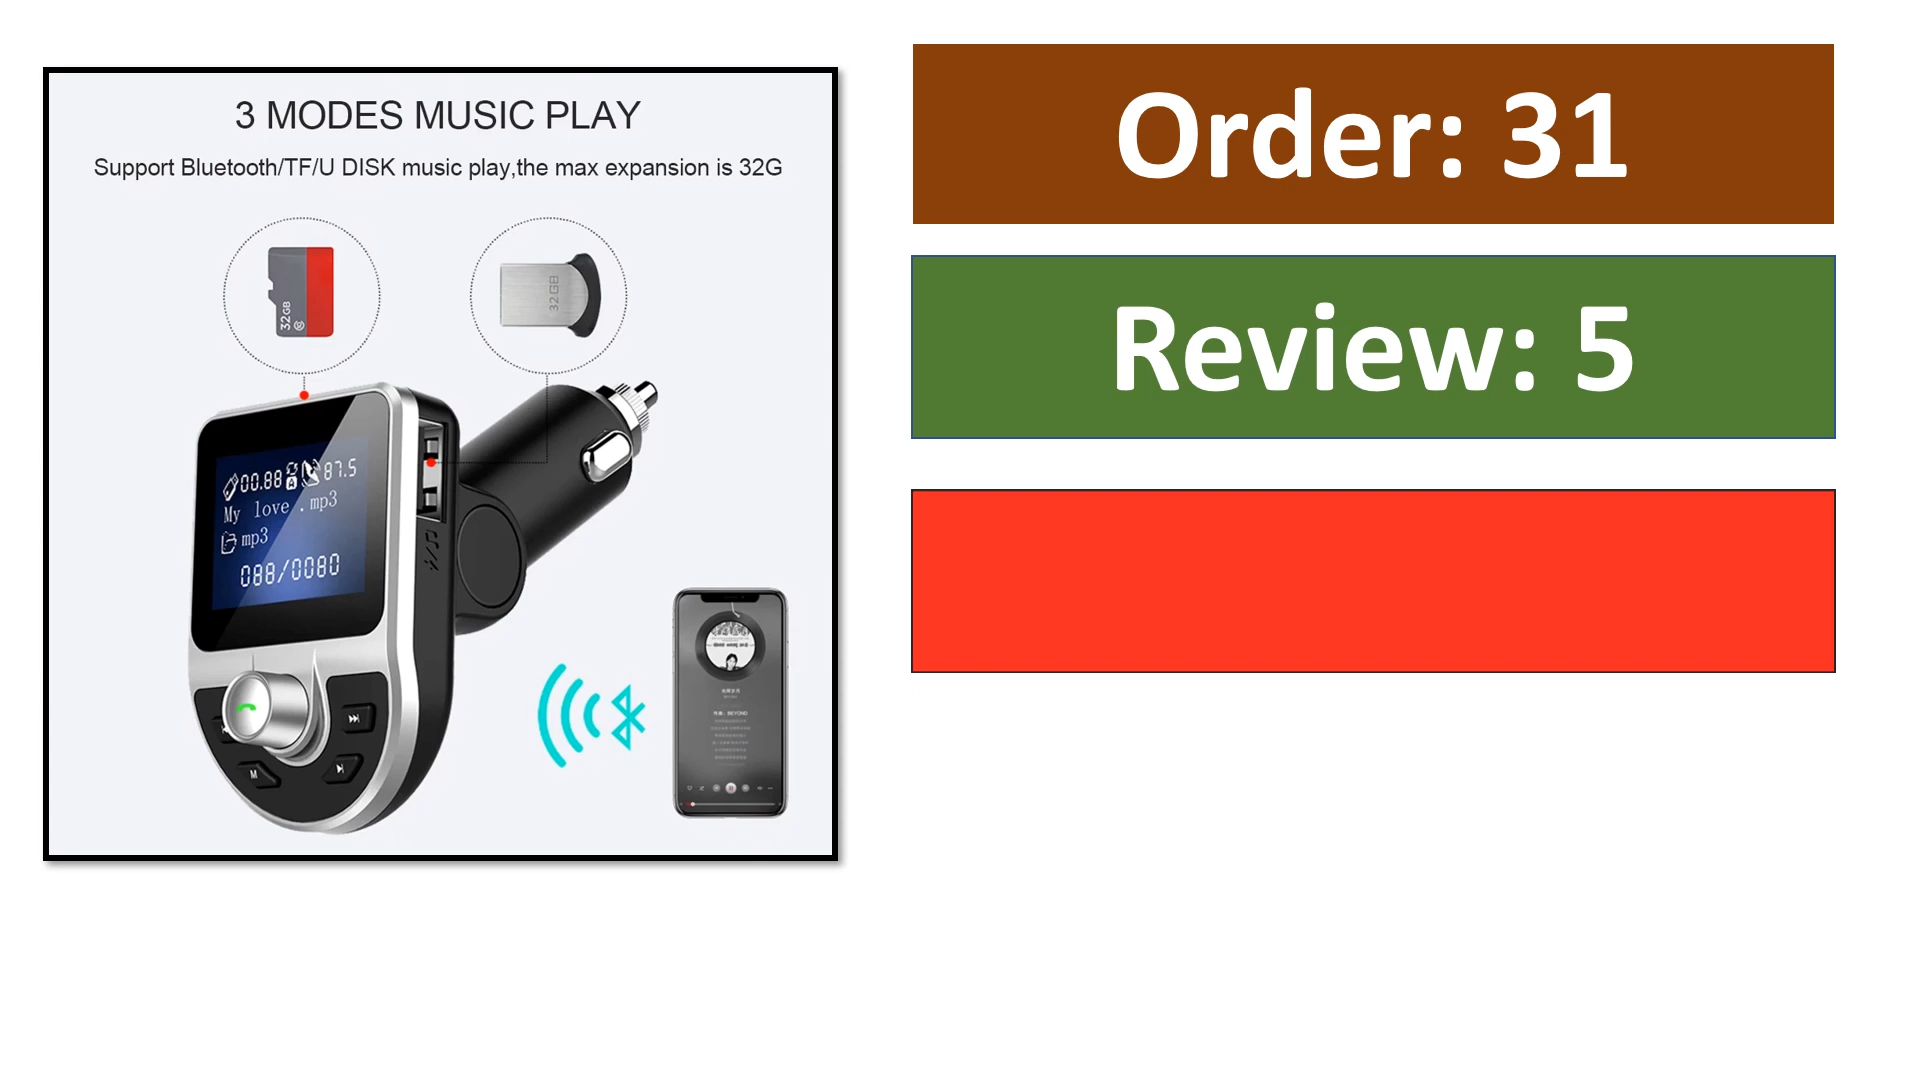 3 MODES MUSIC PLAY
Support Bluetooth/TF/U DISK music play,the max expansion is 32G
32GB
32GB
00.88 A 87.5
My love .mp3
mp3
088/0080
M
BEYOND
Order: 31
Review: 5